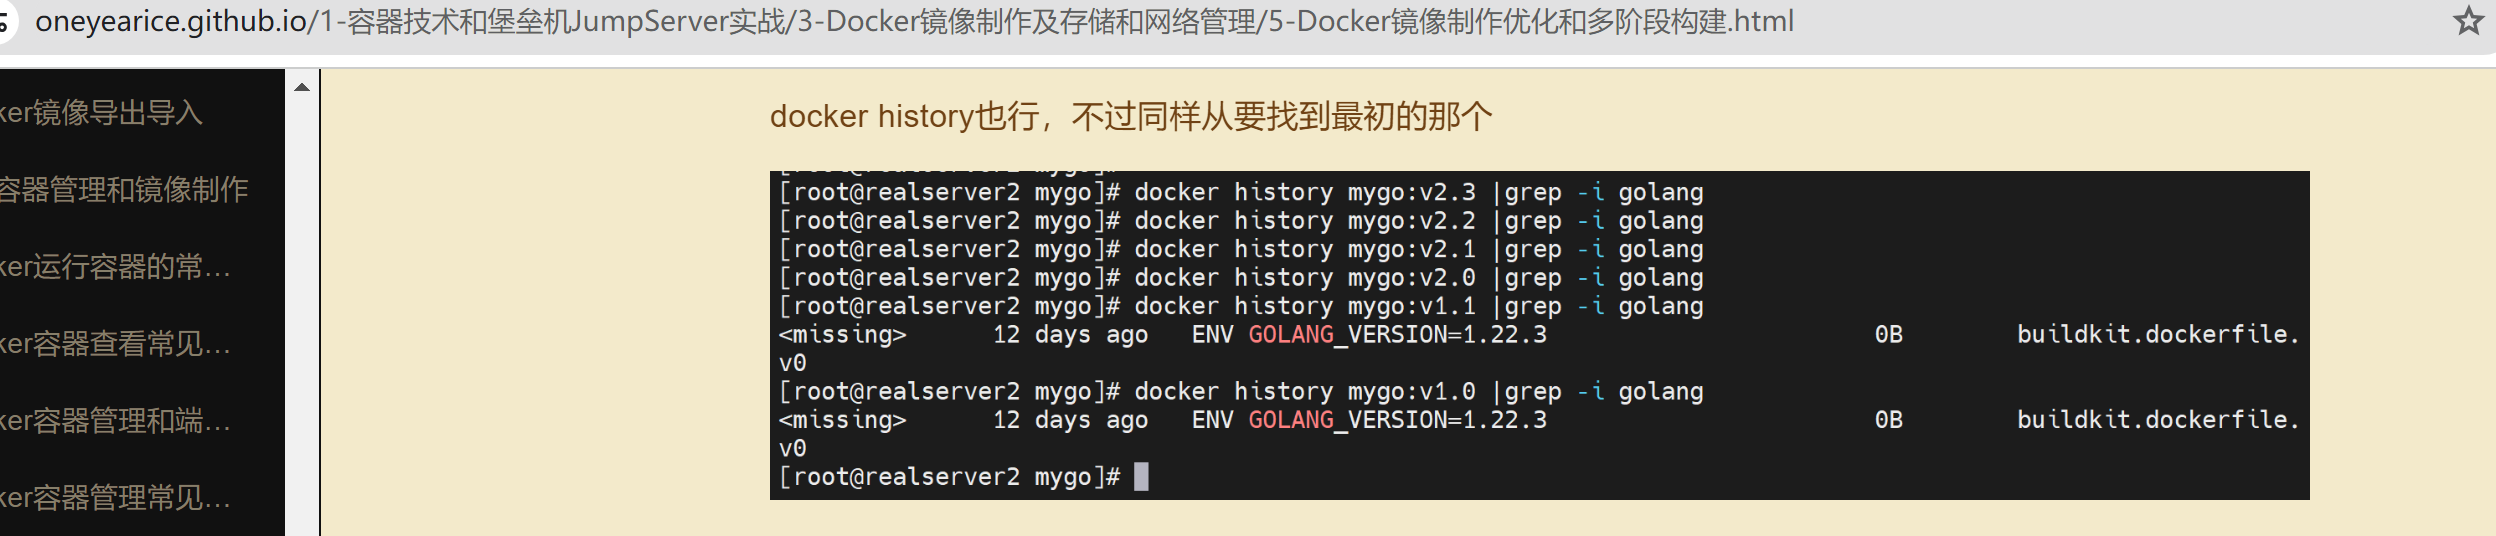 oneyearice.github.io/1-容器技术和堡垒机JumpServer实战/3-Docker镜像制作及存储和网络管理/5-Docker镜像制作优化和多阶段构建.html
ker镜像导出导入
容器管理和镜像制作
ker运行容器的常…
ker容器查看常见…
ker容器管理和端…
ker容器管理常见…
docker history也行，不过同样从要找到最初的那个
[root@realserver2 mygo]# docker history mygo:v2.3 |grep -i golang
[root@realserver2 mygo]# docker history mygo:v2.2 |grep -i golang
[root@realserver2 mygo]# docker history mygo:v2.1 |grep -i golang
[root@realserver2 mygo]# docker history mygo:v2.0 |grep -i golang
[root@realserver2 mygo]# docker history mygo:v1.1 |grep -i golang
<missing>      12 days ago   ENV GOLANG_VERSION=1.22.3                       0B        buildkit.dockerfile.
v0
[root@realserver2 mygo]# docker history mygo:v1.0 |grep -i golang
<missing>      12 days ago   ENV GOLANG_VERSION=1.22.3                       0B        buildkit.dockerfile.
v0
[root@realserver2 mygo]#